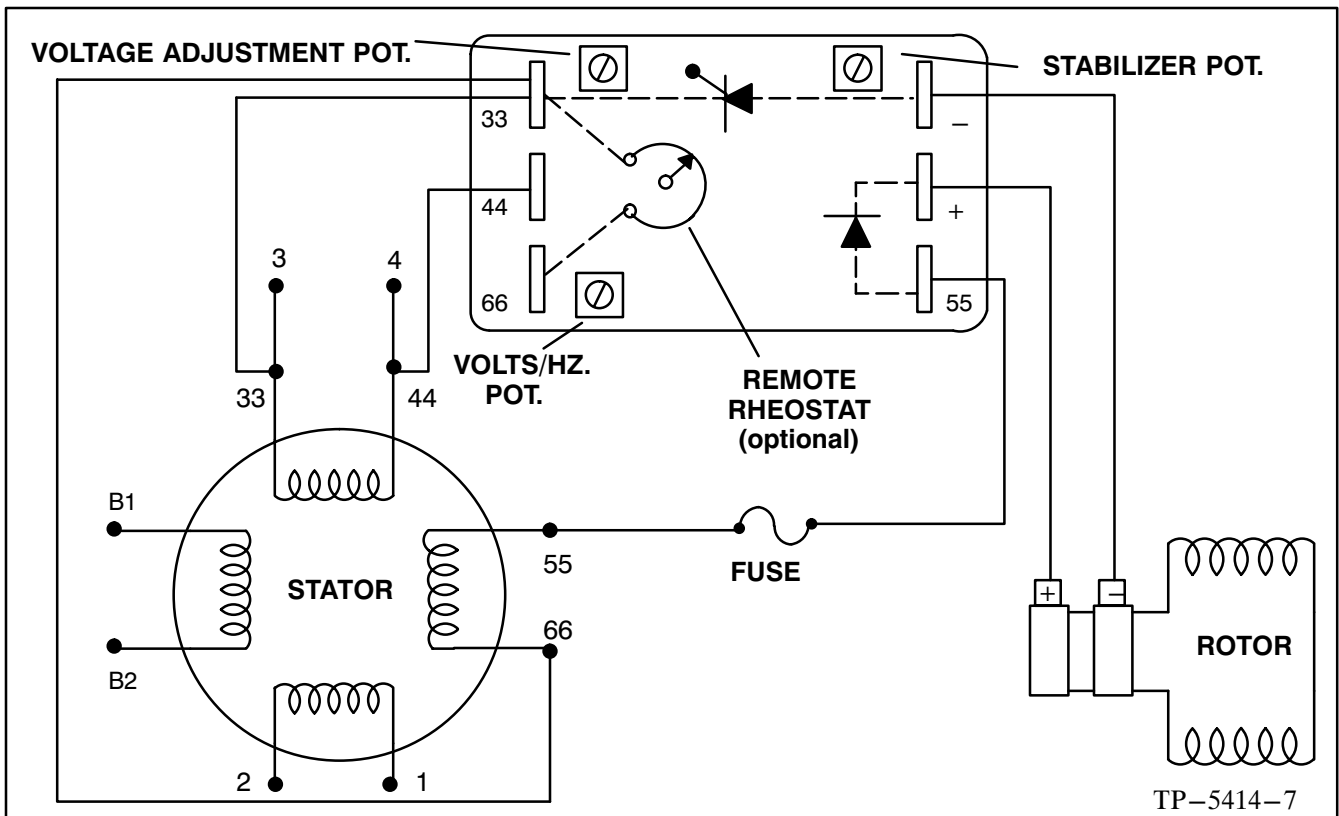 VOLTAGE ADJUSTMENT POT.
STABILIZER POT.
33
−
44
+
66
55
3
4
VOLTS/HZ.
POT.
REMOTE
RHEOSTAT
(optional)
33
44
B1
STATOR
55
FUSE
66
B2
+
−
ROTOR
2
1
TP−5414−7